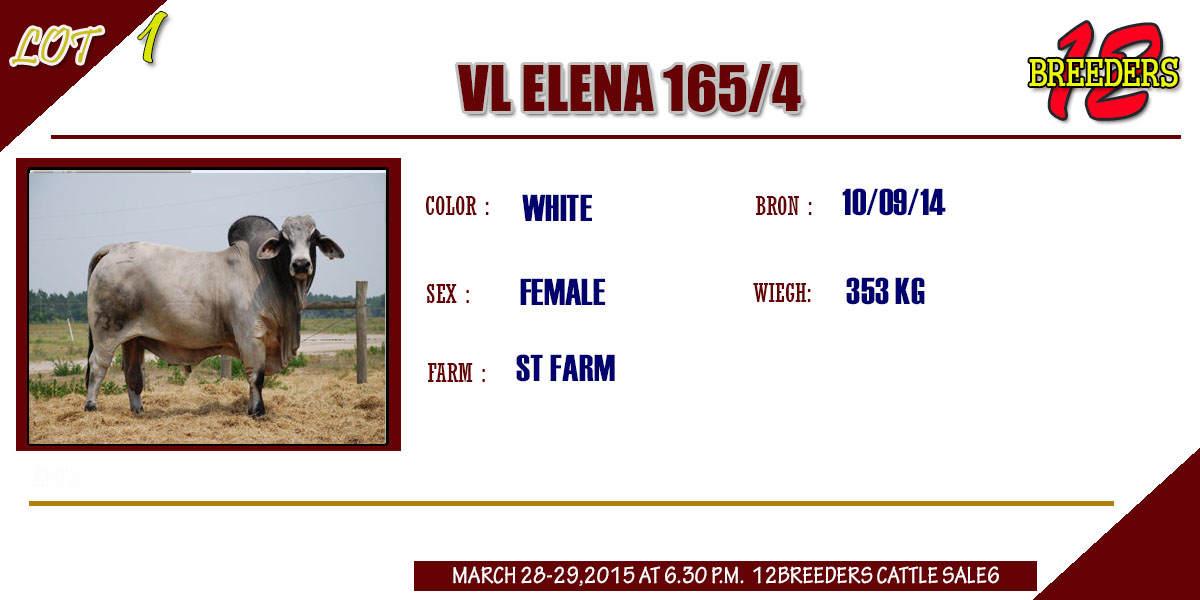 LOT 1
12 BREEDERS
VL ELENA 165/4
COLOR : WHITE
BRON : 10/09/14
SEX : FEMALE
WIEGH: 353 KG
FARM : ST FARM
MARCH 28-29,2015 AT 6.30 P.M. 12BREEDERS CATTLE SALE6